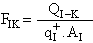 F_IK = Q_I–K / q_I^+ . A_I